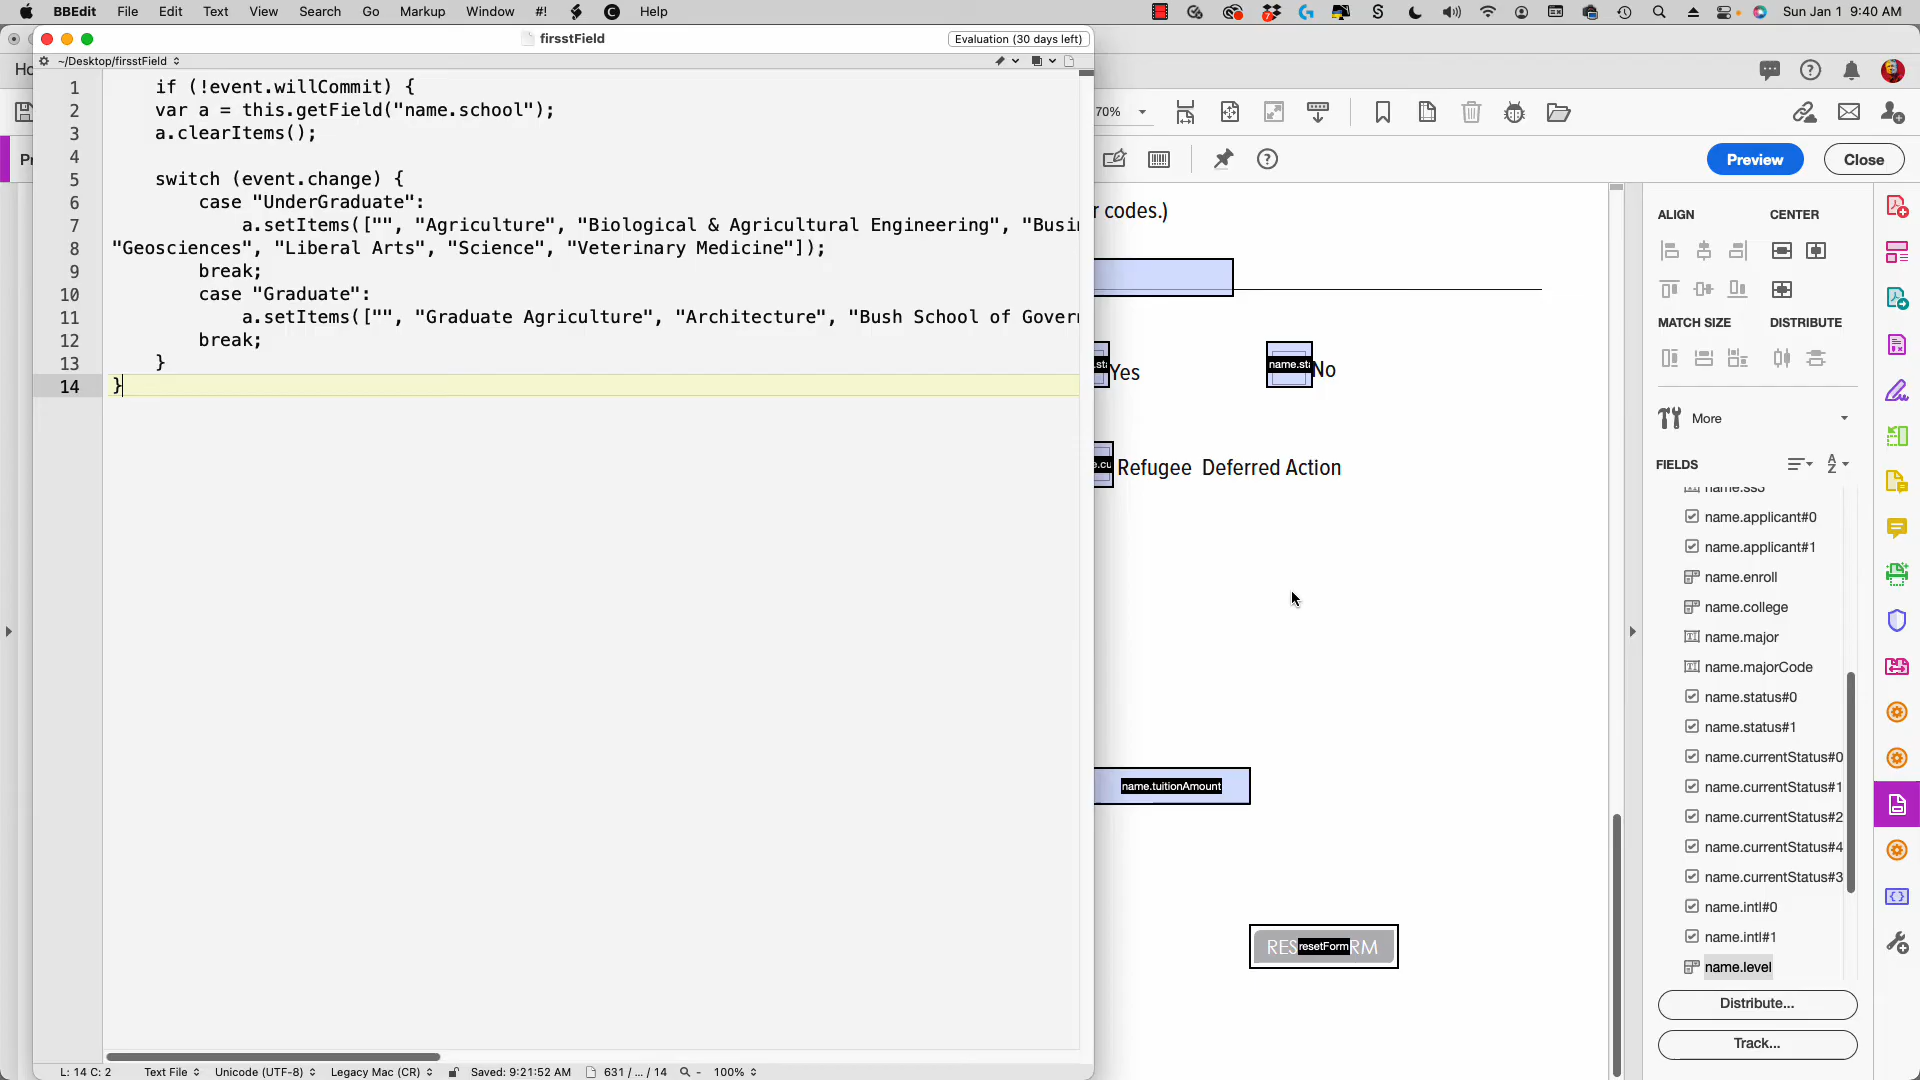 BBEdit File Edit Text View Search Go Markup Window #! Help Sun Jan 1 9:40 AM
firsstField
Evaluation (30 days left)
~/Desktop/firsstField
1 if (!event.willCommit) {
2 var a = this.getField("name.school");
3 a.clearItems();
4
5 switch (event.change) {
6 case "UnderGraduate":
7 a.setItems(["", "Agriculture", "Biological & Agricultural Engineering", "Busi
8 "Geosciences", "Liberal Arts", "Science", "Veterinary Medicine"]);
9 break;
10 case "Graduate":
11 a.setItems(["", "Graduate Agriculture", "Architecture", "Bush School of Gover
12 break;
13 }
14 }
L: 14 C: 2 Text File Unicode (UTF-8) Legacy Mac (CR) Saved: 9:21:52 AM 631 / ... / 14 100%
70%
Preview
Close
r codes.)
Yes
name.st
No
Refugee Deferred Action
name.tuitionAmount
RES resetForm RM
ALIGN CENTER
MATCH SIZE DISTRIBUTE
More
FIELDS
name.ss3
name.applicant#0
name.applicant#1
name.enroll
name.college
name.major
name.majorCode
name.status#0
name.status#1
name.currentStatus#0
name.currentStatus#1
name.currentStatus#2
name.currentStatus#4
name.currentStatus#3
name.intl#0
name.intl#1
name.level
Distribute...
Track...